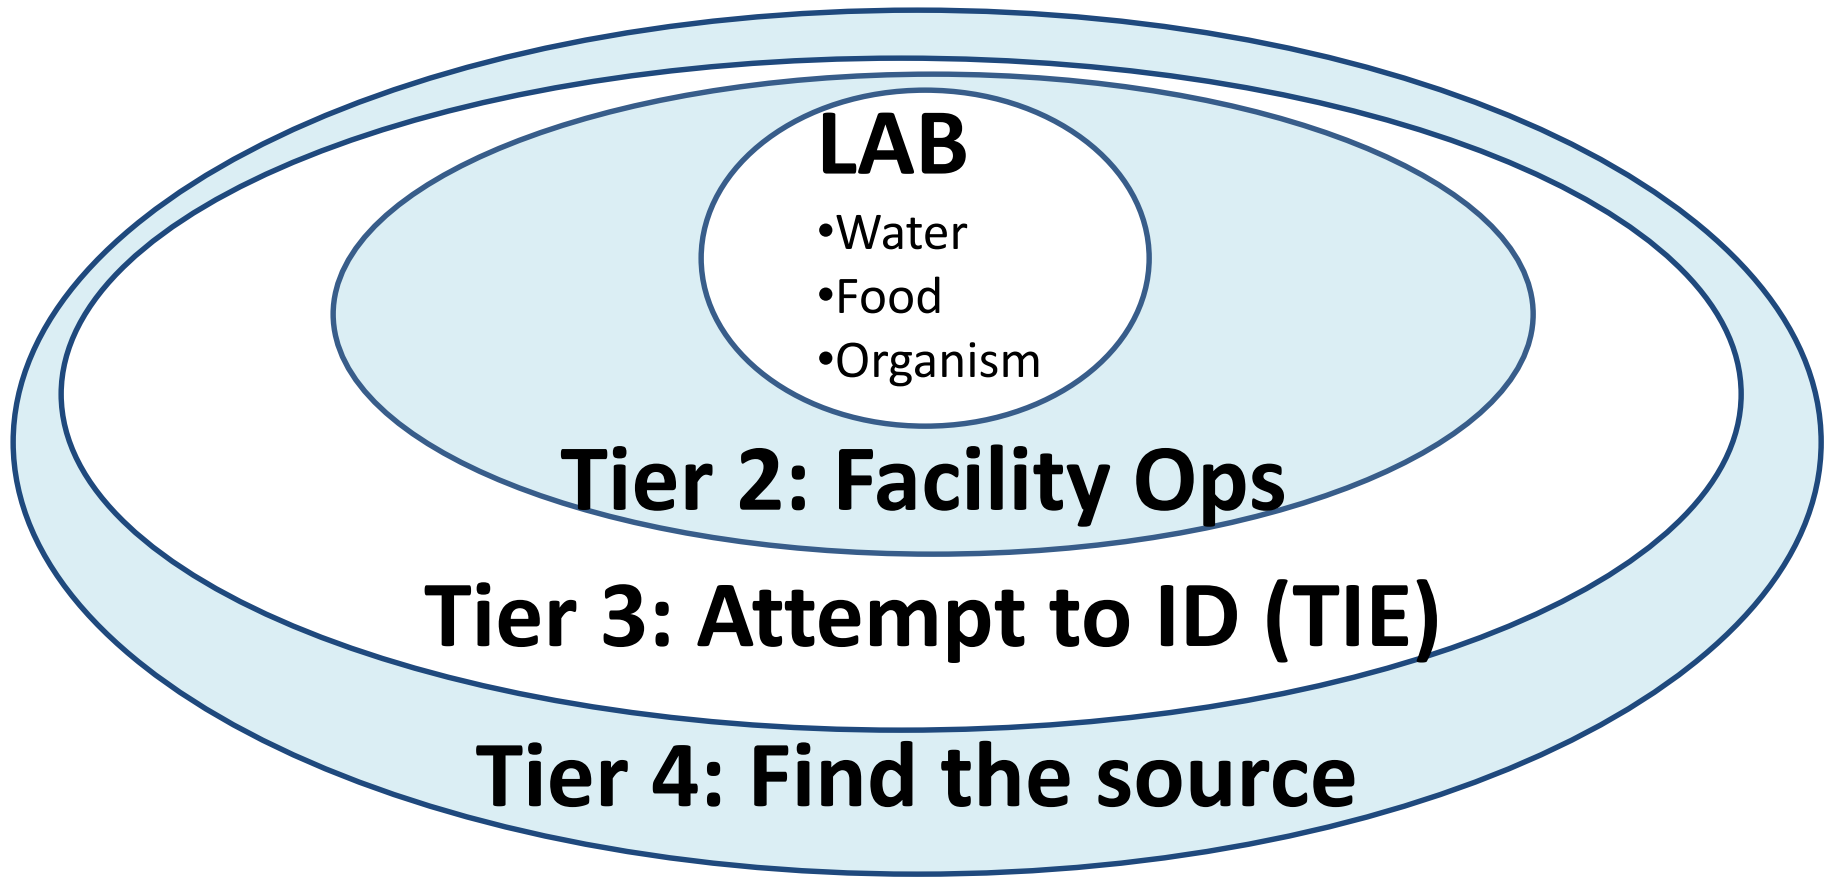 LAB
•Water
•Food
•Organism
Tier 2: Facility Ops
Tier 3: Attempt to ID (TIE)
Tier 4: Find the source